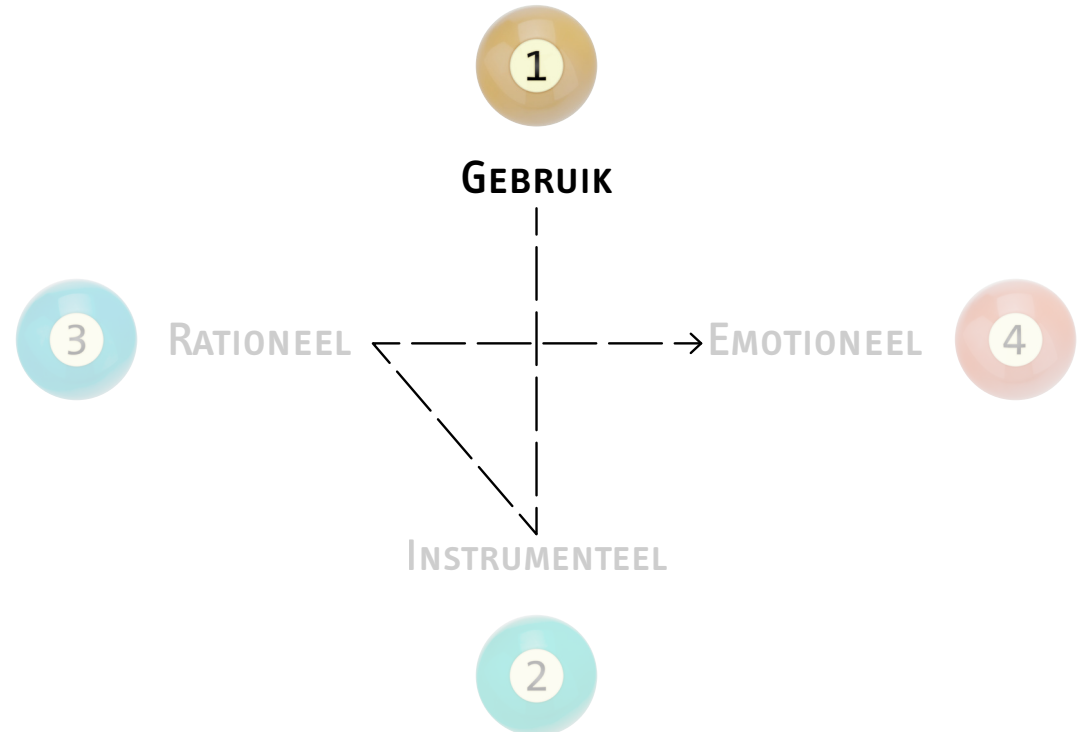 1
GEBRUIK
3
RATIONEEL
EMOTIONEEL
4
INSTRUMENTEEL
2